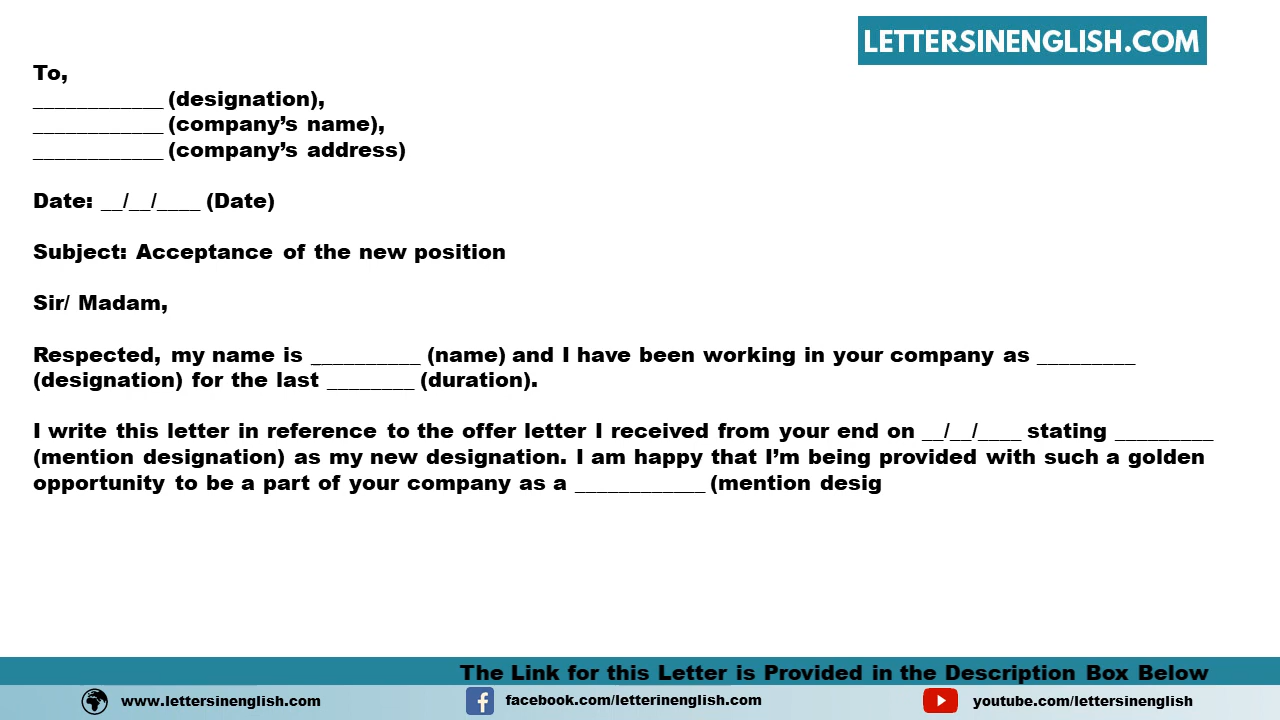 LETTERSINENGLISH.COM
To,
____________ (designation),
____________ (company’s name),
____________ (company’s address)
Date: __/__/____ (Date)
Subject: Acceptance of the new position
Sir/ Madam,
Respected, my name is __________ (name) and I have been working in your company as _________
(designation) for the last ________ (duration).
I write this letter in reference to the offer letter I received from your end on __/__/____ stating _________
(mention designation) as my new designation. I am happy that I’m being provided with such a golden
opportunity to be a part of your company as a ____________ (mention desig
The Link for this Letter is Provided in the Description Box Below
www.lettersinenglish.com
facebook.com/letterinenglish.com
youtube.com/lettersinenglish